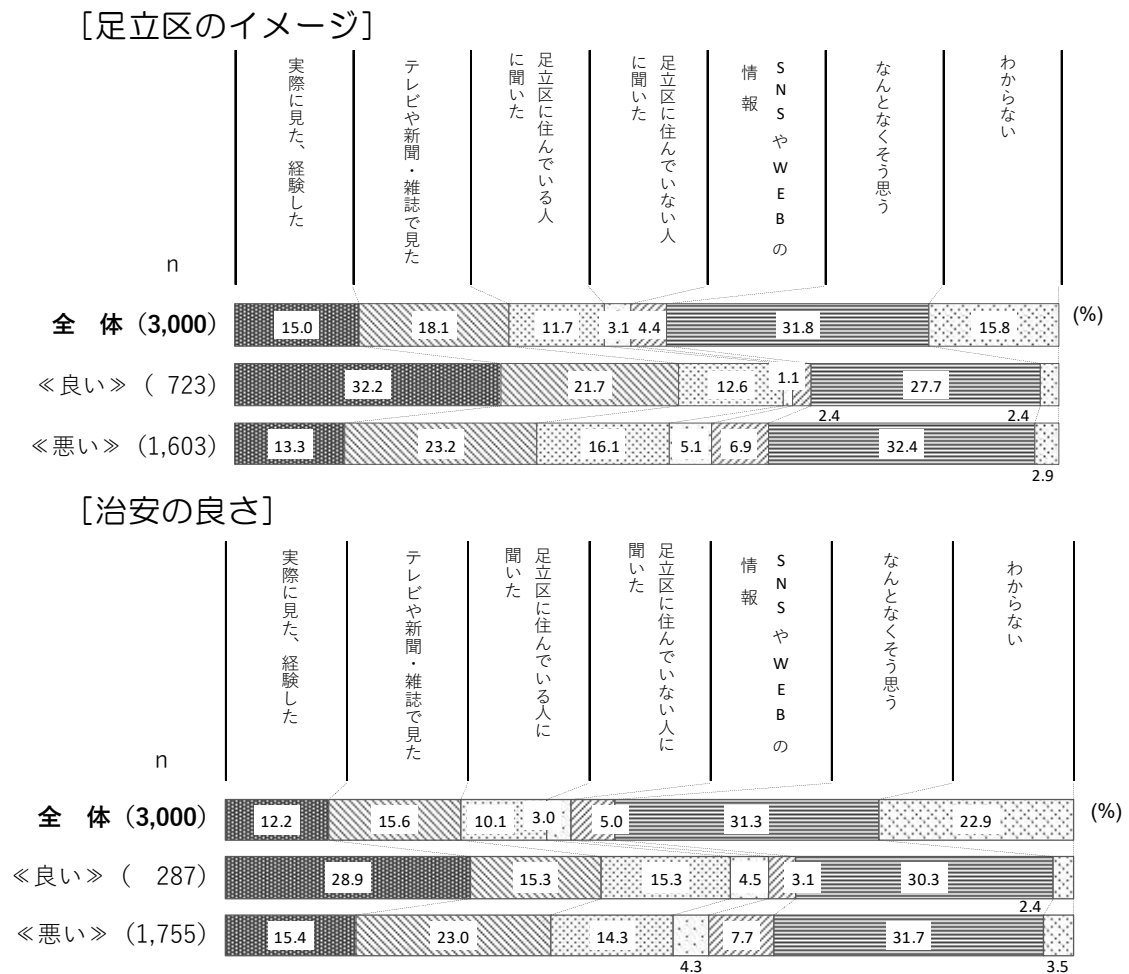 ［足立区のイメージ］
実際に見た、経験した
テレビや新聞・雑誌で見た
足立区に住んでいる人
に聞いた
足立区に住んでいない人
に聞いた
SNSやWEBの
情報
なんとなくそう思う
わからない
n
全　体（3,000） 15.0 18.1 11.7 3.1 4.4 31.8 15.8 (%)
≪良い≫（　723） 32.2 21.7 12.6 1.1 2.4 27.7 2.4
≪悪い≫（1,603） 13.3 23.2 16.1 5.1 6.9 32.4 2.9
［治安の良さ］
実際に見た、経験した
テレビや新聞・雑誌で見た
足立区に住んでいる人に
聞いた
足立区に住んでいない人に
聞いた
SNSやWEBの
情報
なんとなくそう思う
わからない
n
全　体（3,000） 12.2 15.6 10.1 3.0 5.0 31.3 22.9 (%)
≪良い≫（　287） 28.9 15.3 15.3 4.5 3.1 30.3 2.4
≪悪い≫（1,755） 15.4 23.0 14.3 4.3 7.7 31.7 3.5